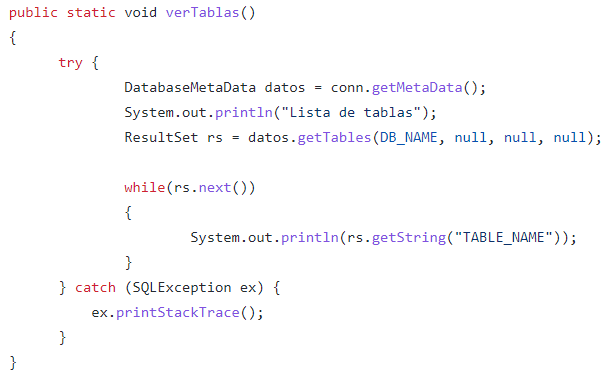 public static void verTablas()
{
try {
DatabaseMetaData datos = conn.getMetaData();
System.out.println("Lista de tablas");
ResultSet rs = datos.getTables(DB_NAME, null, null, null);
while(rs.next())
{
System.out.println(rs.getString("TABLE_NAME"));
}
} catch (SQLException ex) {
ex.printStackTrace();
}
}